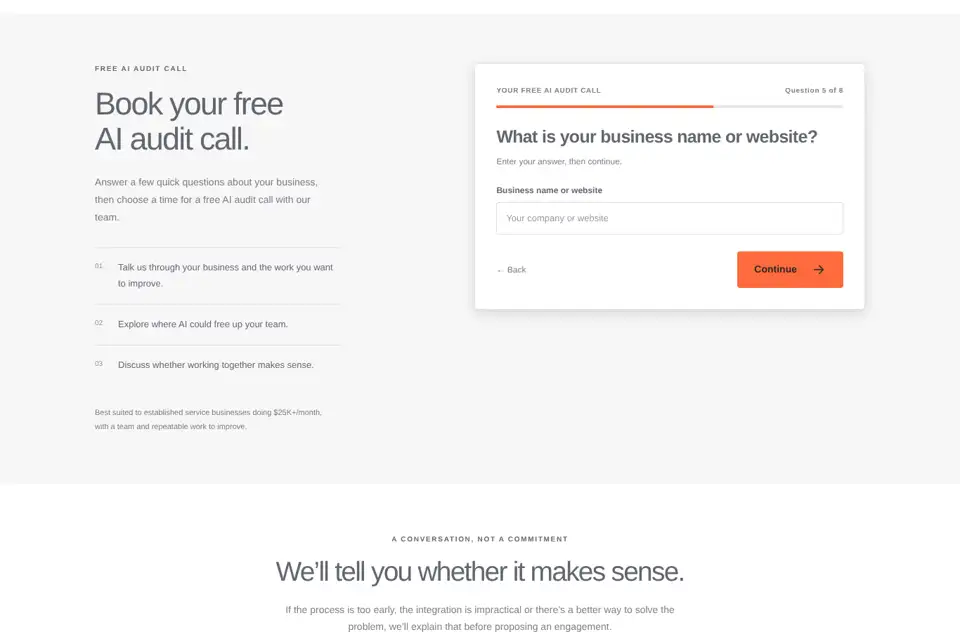 FREE AI AUDIT CALL
Book your free
AI audit call.
Answer a few quick questions about your business,
then choose a time for a free AI audit call with our
team.
01 Talk us through your business and the work you want
to improve.
02 Explore where AI could free up your team.
03 Discuss whether working together makes sense.
Best suited to established service businesses doing $25K+/month,
with a team and repeatable work to improve.
YOUR FREE AI AUDIT CALL Question 5 of 8
What is your business name or website?
Enter your answer, then continue.
Business name or website
Your company or website
← Back Continue →
A CONVERSATION, NOT A COMMITMENT
We’ll tell you whether it makes sense.
If the process is too early, the integration is impractical or there’s a better way to solve the
problem, we’ll explain that before proposing an engagement.